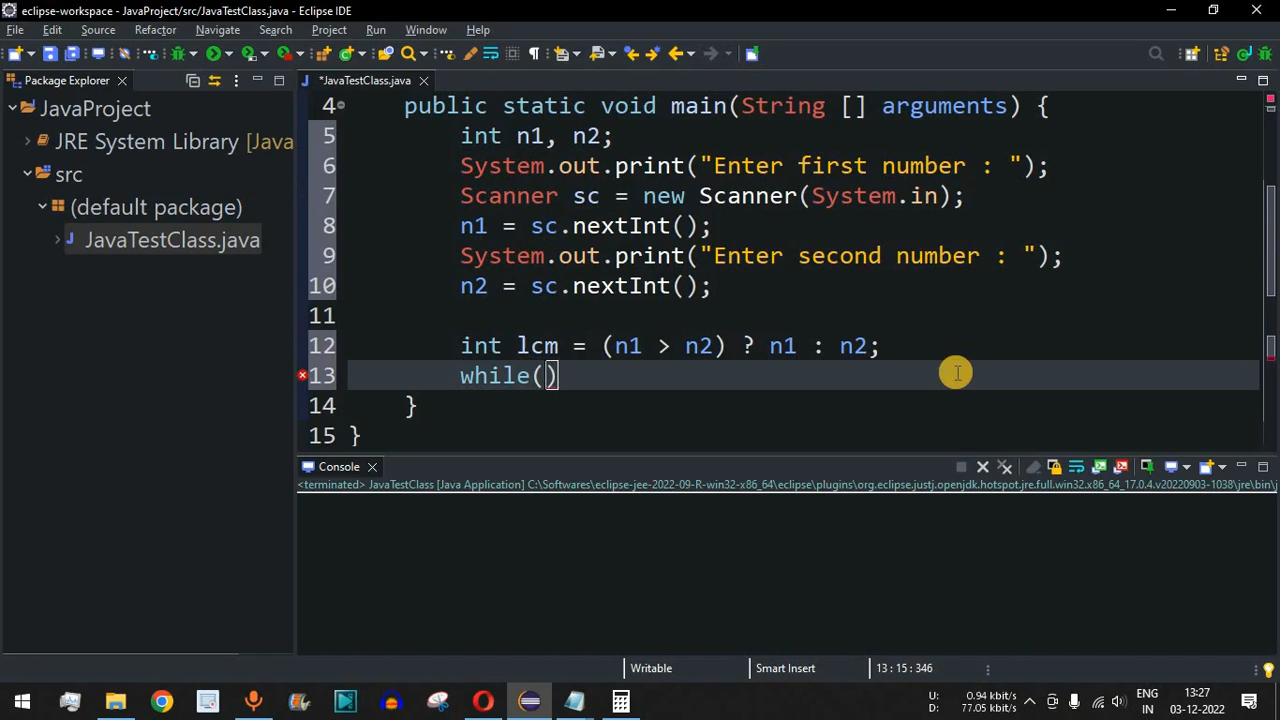 eclipse-workspace - JavaProject/src/JavaTestClass.java - Eclipse IDE
File Edit Source Refactor Navigate Search Project Run Window Help
Package Explorer
*JavaTestClass.java
JavaProject
JRE System Library [Java
src
(default package)
JavaTestClass.java
4 public static void main(String [] arguments) {
5 int n1, n2;
6 System.out.print("Enter first number : ");
7 Scanner sc = new Scanner(System.in);
8 n1 = sc.nextInt();
9 System.out.print("Enter second number : ");
10 n2 = sc.nextInt();
11
12 int lcm = (n1 > n2) ? n1 : n2;
13 while()
14 }
15 }
Console
<terminated> JavaTestClass [Java Application] C:\Softwares\eclipse-jee-2022-09-R-win32-x86_64\eclipse\plugins\org.eclipse.justj.openjdk.hotspot.jre.full.win32.x86_64_17.0.4.v20220903-1038\jre\bin\j
Writable Smart Insert 13 : 15 : 346
U: 0.94 kbit/s
D: 77.05 kbit/s
ENG
IN
13:27
03-12-2022